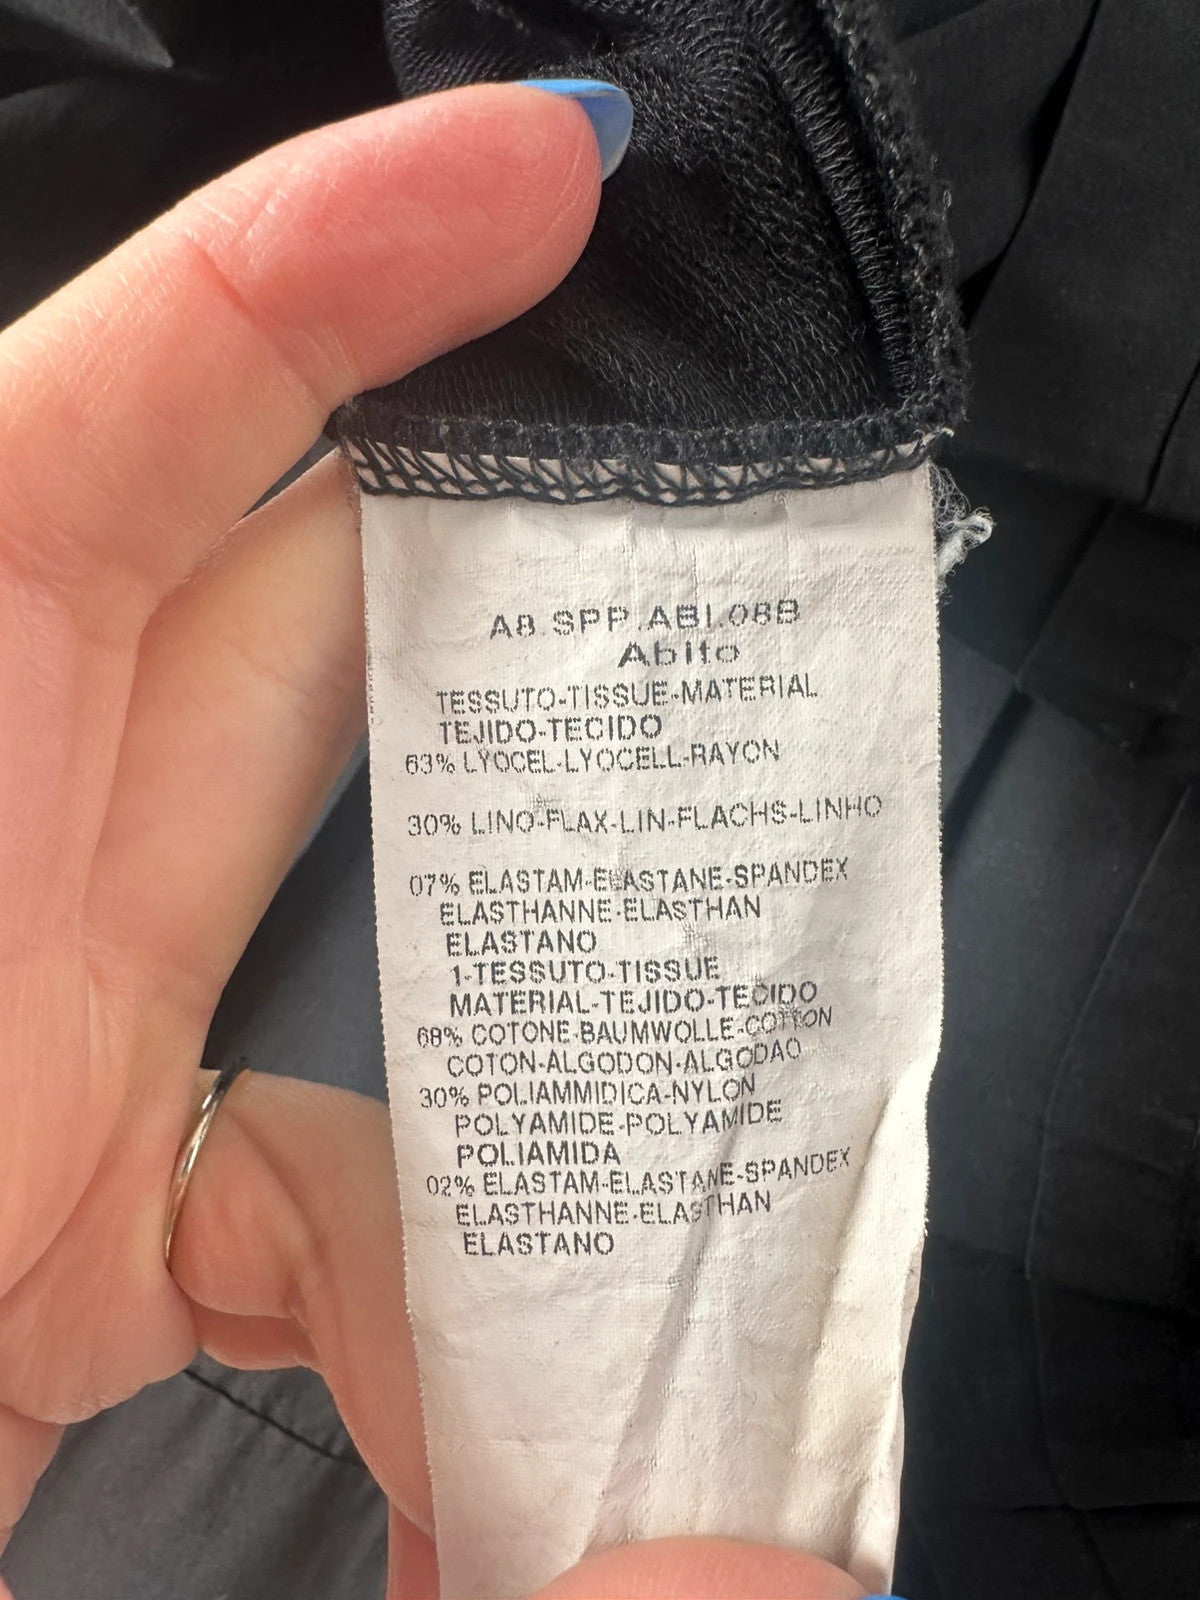 A8.SPP.ABI.08B
Abito
TESSUTO-TISSUE-MATERIAL
TEJIDO-TECIDO
63% LYOCEL-LYOCELL-RAYON
30% LINO-FLAX-LIN-FLACHS-LINHO
07% ELASTAM-ELASTANE-SPANDEX
ELASTHANNE-ELASTHAN
ELASTANO
1-TESSUTO-TISSUE
MATERIAL-TEJIDO-TECIDO
68% COTONE-BAUMWOLLE-COTTON
COTON-ALGODON-ALGODAO
30% POLIAMMIDICA-NYLON
POLYAMIDE-POLYAMIDE
POLIAMIDA
02% ELASTAM-ELASTANE-SPANDEX
ELASTHANNE-ELASTHAN
ELASTANO